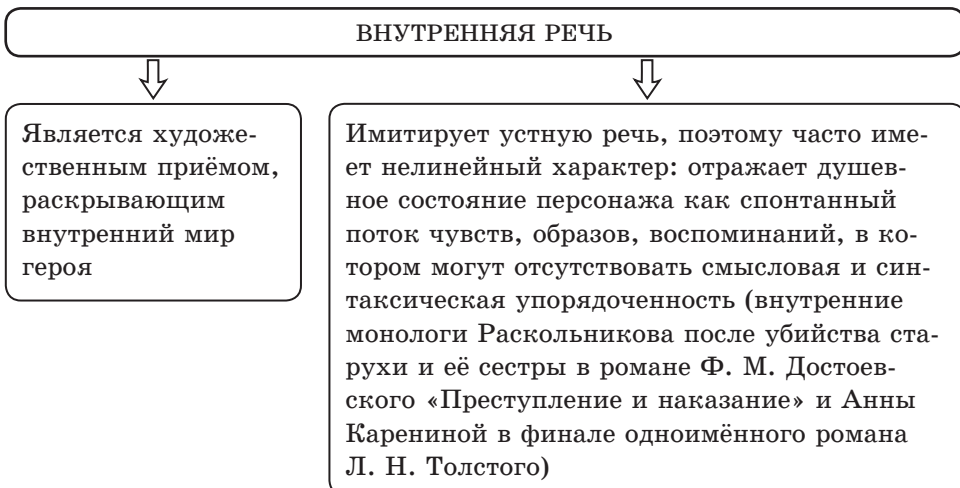 ВНУТРЕННЯЯ РЕЧЬ
Является художе-
ственным приёмом,
раскрывающим
внутренний мир
героя
Имитирует устную речь, поэтому часто име-
ет нелинейный характер: отражает душев-
ное состояние персонажа как спонтанный
поток чувств, образов, воспоминаний, в ко-
тором могут отсутствовать смысловая и син-
таксическая упорядоченность (внутренние
монологи Раскольникова после убийства ста-
рухи и её сестры в романе Ф. М. Достоев-
ского «Преступление и наказание» и Анны
Карениной в финале одноимённого романа
Л. Н. Толстого)